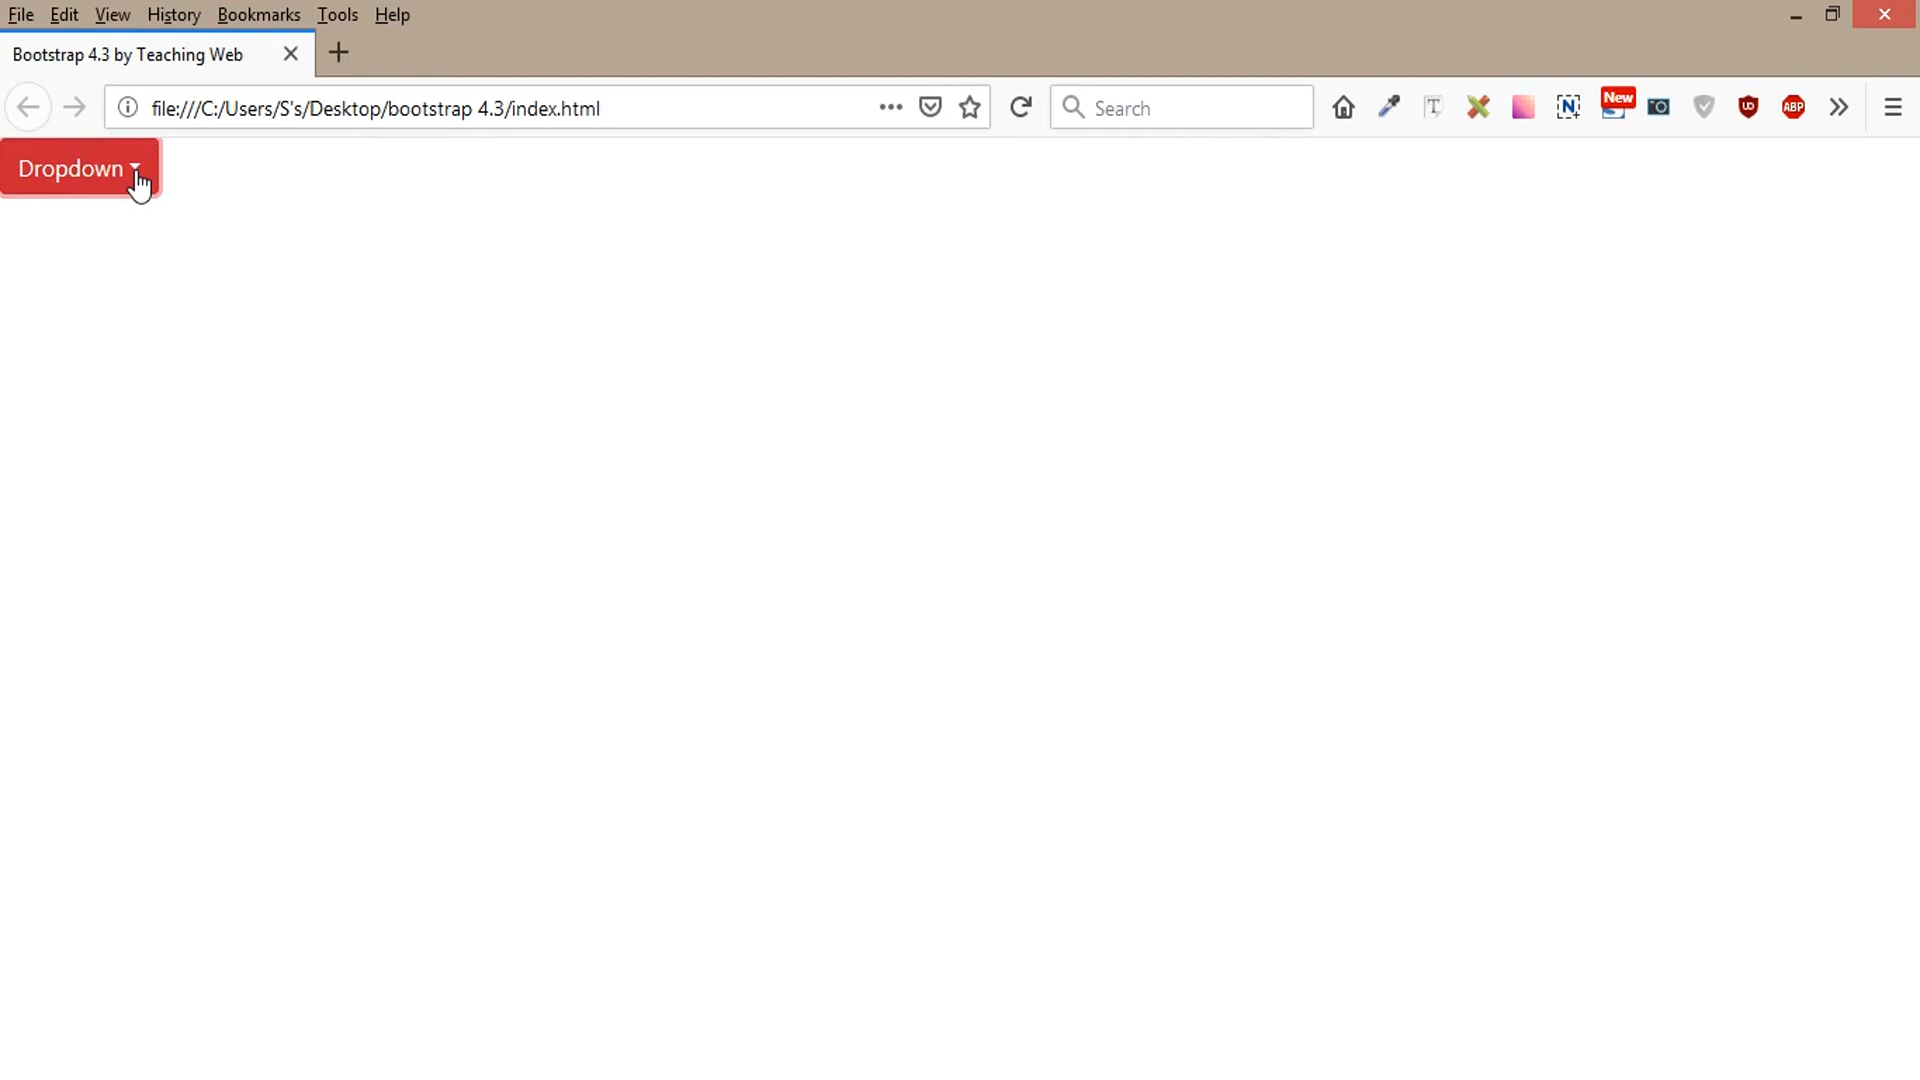 File Edit View History Bookmarks Tools Help
Bootstrap 4.3 by Teaching Web
file:///C:/Users/S's/Desktop/bootstrap 4.3/index.html
Search
T
N
New
UD
ABP
Dropdown